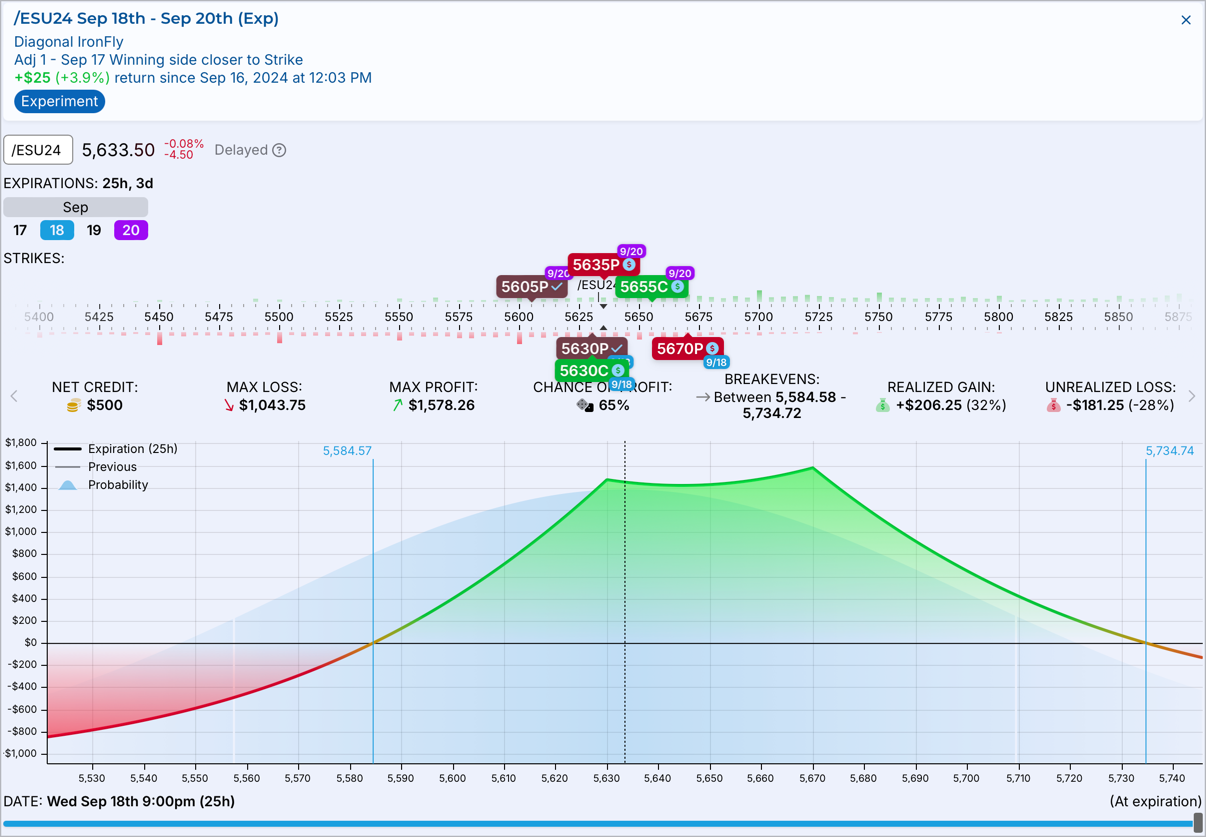 /ESU24 Sep 18th - Sep 20th (Exp)
Diagonal IronFly
Adj 1 - Sep 17 Winning side closer to Strike
+$25 (+3.9%) return since Sep 16, 2024 at 12:03 PM
Experiment
/ESU24 5,633.50 -0.08% -4.50 Delayed
EXPIRATIONS: 25h, 3d
Sep
17 18 19 20
STRIKES:
9/20
5635P $
9/20 9/20
5605P ✓ /ESU24 5655C $
5400 5425 5450 5475 5500 5525 5550 5575 5600 5625 5650 5675 5700 5725 5750 5775 5800 5825 5850 5875
5630P ✓ 5670P $
9/18
5630C $
9/18
NET CREDIT: MAX LOSS: MAX PROFIT: CHANCE OF PROFIT: BREAKEVENS: REALIZED GAIN: UNREALIZED LOSS:
$500 $1,043.75 $1,578.26 65% → Between 5,584.58 - +$206.25 (32%) -$181.25 (-28%)
5,734.72
$1,800
Expiration (25h)
5,584.57 5,734.74
$1,600
Previous
$1,400
Probability
$1,200
$1,000
$800
$600
$400
$200
$0
-$200
-$400
-$600
-$800
$1,000
5,530 5,540 5,550 5,560 5,570 5,580 5,590 5,600 5,610 5,620 5,630 5,640 5,650 5,660 5,670 5,680 5,690 5,700 5,710 5,720 5,730 5,740
DATE: Wed Sep 18th 9:00pm (25h) (At expiration)